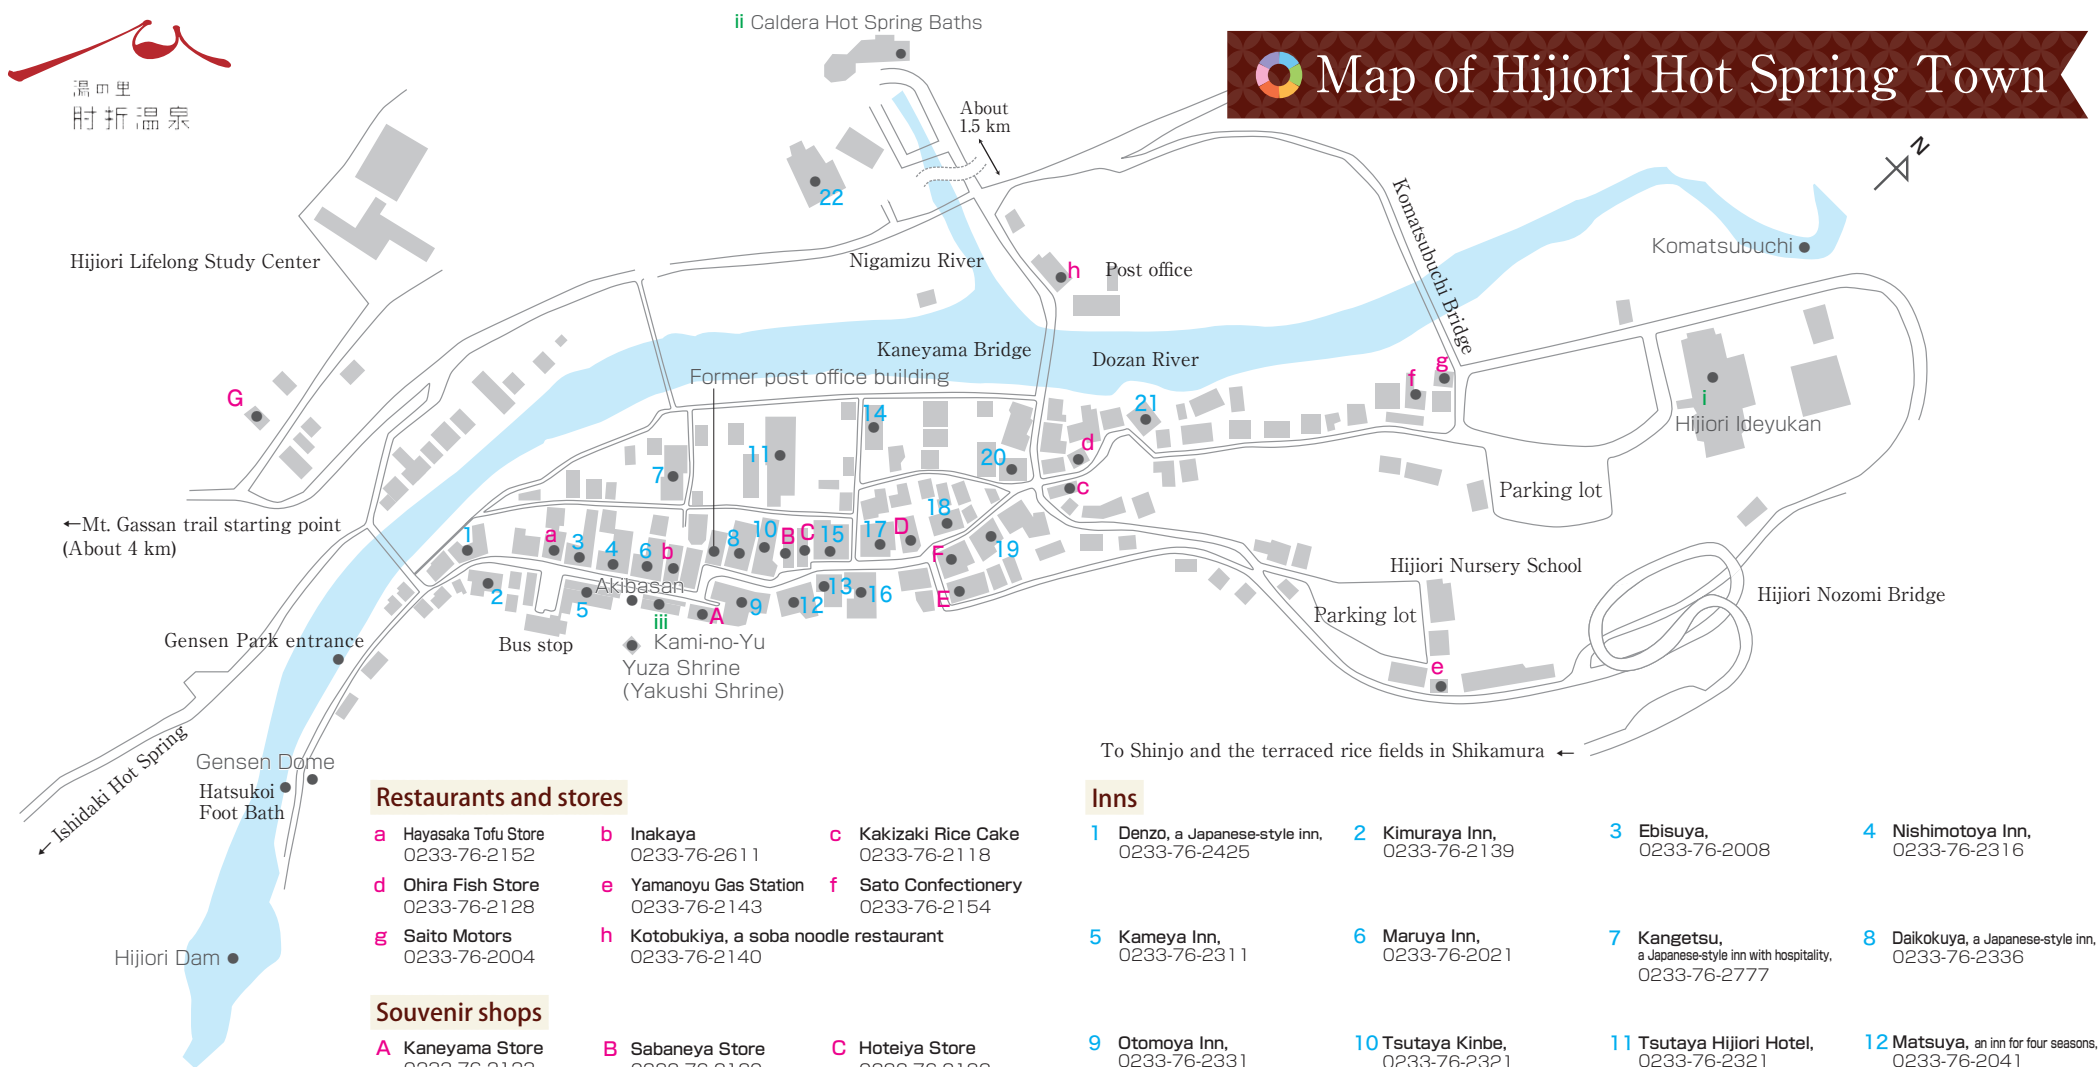 湯の里
肘折温泉
Map of Hijiori Hot Spring Town
ii Caldera Hot Spring Baths
About
1.5 km
N
22
Komatsubuchi Bridge
Komatsubuchi
Hijiori Lifelong Study Center
Nigamizu River
h
Post office
Kaneyama Bridge
Dozan River
Former post office building
G
g
f
i
Hijiori Ideyukan
14
21
11
7
20
d
c
Parking lot
←Mt. Gassan trail starting point
(About 4 km)
1
a
3
4
6
b
8
10
B
C
15
17
D
18
F
19
2
5
Akibasan
iii
A
9
12
13
16
E
Hijiori Nursery School
Hijiori Nozomi Bridge
Parking lot
e
Gensen Park entrance
Bus stop
Kami-no-Yu
Yuza Shrine
(Yakushi Shrine)
← Ishidaki Hot Spring
Gensen Dome
Hatsukoi
Foot Bath
Hijiori Dam
To Shinjo and the terraced rice fields in Shikamura ←
Restaurants and stores
a Hayasaka Tofu Store
0233-76-2152
b Inakaya
0233-76-2611
c Kakizaki Rice Cake
0233-76-2118
d Ohira Fish Store
0233-76-2128
e Yamanoyu Gas Station
0233-76-2143
f Sato Confectionery
0233-76-2154
g Saito Motors
0233-76-2004
h Kotobukiya, a soba noodle restaurant
0233-76-2140
Souvenir shops
A Kaneyama Store
B Sabaneya Store
C Hoteiya Store
Inns
1 Denzo, a Japanese-style inn,
0233-76-2425
2 Kimuraya Inn,
0233-76-2139
3 Ebisuya,
0233-76-2008
4 Nishimotoya Inn,
0233-76-2316
5 Kameya Inn,
0233-76-2311
6 Maruya Inn,
0233-76-2021
7 Kangetsu,
a Japanese-style inn with hospitality,
0233-76-2777
8 Daikokuya, a Japanese-style inn,
0233-76-2336
9 Otomoya Inn,
0233-76-2331
10 Tsutaya Kinbe,
0233-76-2321
11 Tsutaya Hijiori Hotel,
0233-76-2321
12 Matsuya, an inn for four seasons,
0233-76-2041